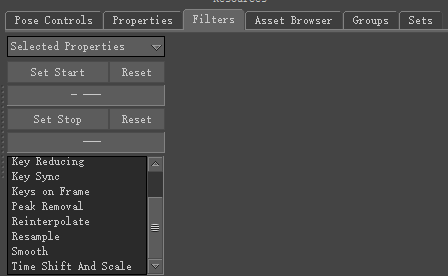 Resources
Pose Controls Properties Filters Asset Browser Groups Sets
Selected Properties
Set Start Reset
Set Stop Reset
Key Reducing
Key Sync
Keys on Frame
Peak Removal
Reinterpolate
Resample
Smooth
Time Shift And Scale